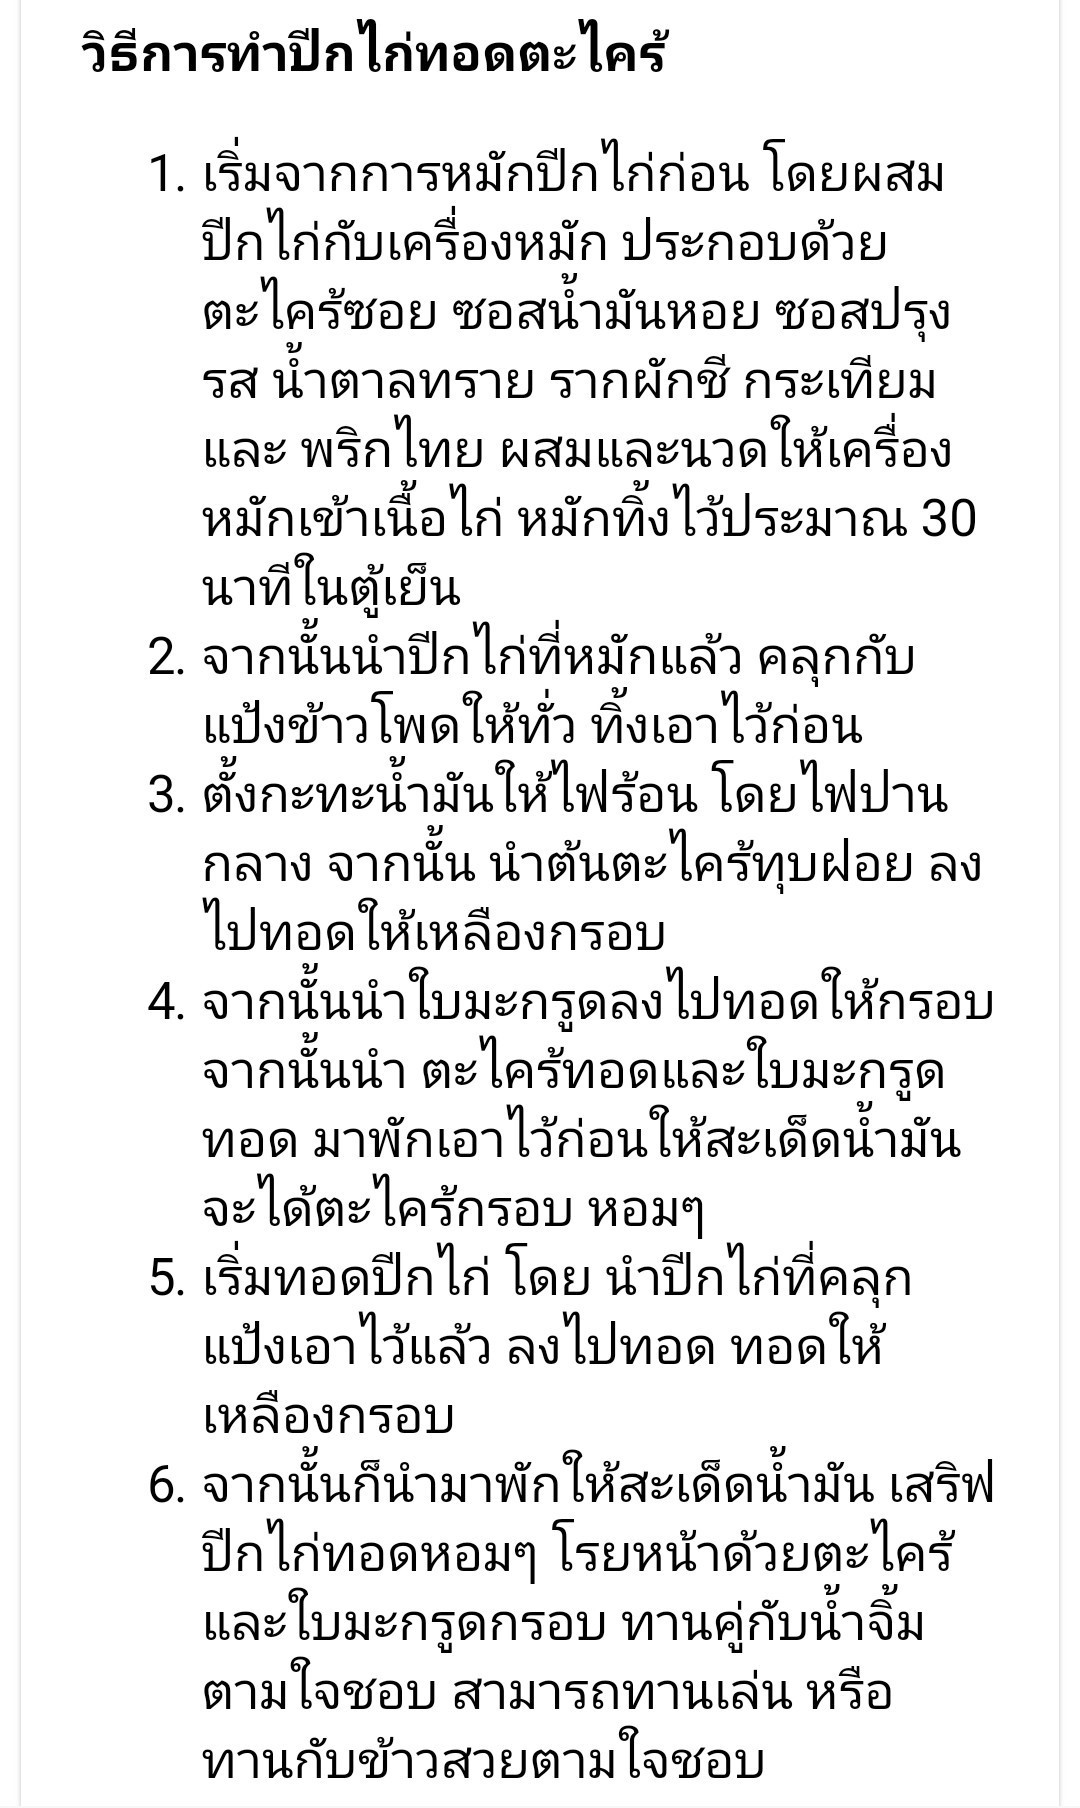 วิธีการทำปีกไก่ทอดตะไคร้
1. เริ่มจากการหมักปีกไก่ก่อน โดยผสม
ปีกไก่กับเครื่องหมัก ประกอบด้วย
ตะไคร้ซอย ซอสน้ำมันหอย ซอสปรุง
รส น้ำตาลทราย รากผักชี กระเทียม
และ พริกไทย ผสมและนวดให้เครื่อง
หมักเข้าเนื้อไก่ หมักทิ้งไว้ประมาณ 30
นาทีในตู้เย็น
2. จากนั้นนำปีกไก่ที่หมักแล้ว คลุกกับ
แป้งข้าวโพดให้ทั่ว ทิ้งเอาไว้ก่อน
3. ตั้งกะทะน้ำมันให้ไฟร้อน โดยไฟปาน
กลาง จากนั้น นำต้นตะไคร้ทุบฝอย ลง
ไปทอดให้เหลืองกรอบ
4. จากนั้นนำใบมะกรูดลงไปทอดให้กรอบ
จากนั้นนำ ตะไคร้ทอดและใบมะกรูด
ทอด มาพักเอาไว้ก่อนให้สะเด็ดน้ำมัน
จะได้ตะไคร้กรอบ หอมๆ
5. เริ่มทอดปีกไก่ โดย นำปีกไก่ที่คลุก
แป้งเอาไว้แล้ว ลงไปทอด ทอดให้
เหลืองกรอบ
6. จากนั้นก็นำมาพักให้สะเด็ดน้ำมัน เสริฟ
ปีกไก่ทอดหอมๆ โรยหน้าด้วยตะไคร้
และใบมะกรูดกรอบ ทานคู่กับน้ำจิ้ม
ตามใจชอบ สามารถทานเล่น หรือ
ทานกับข้าวสวยตามใจชอบ